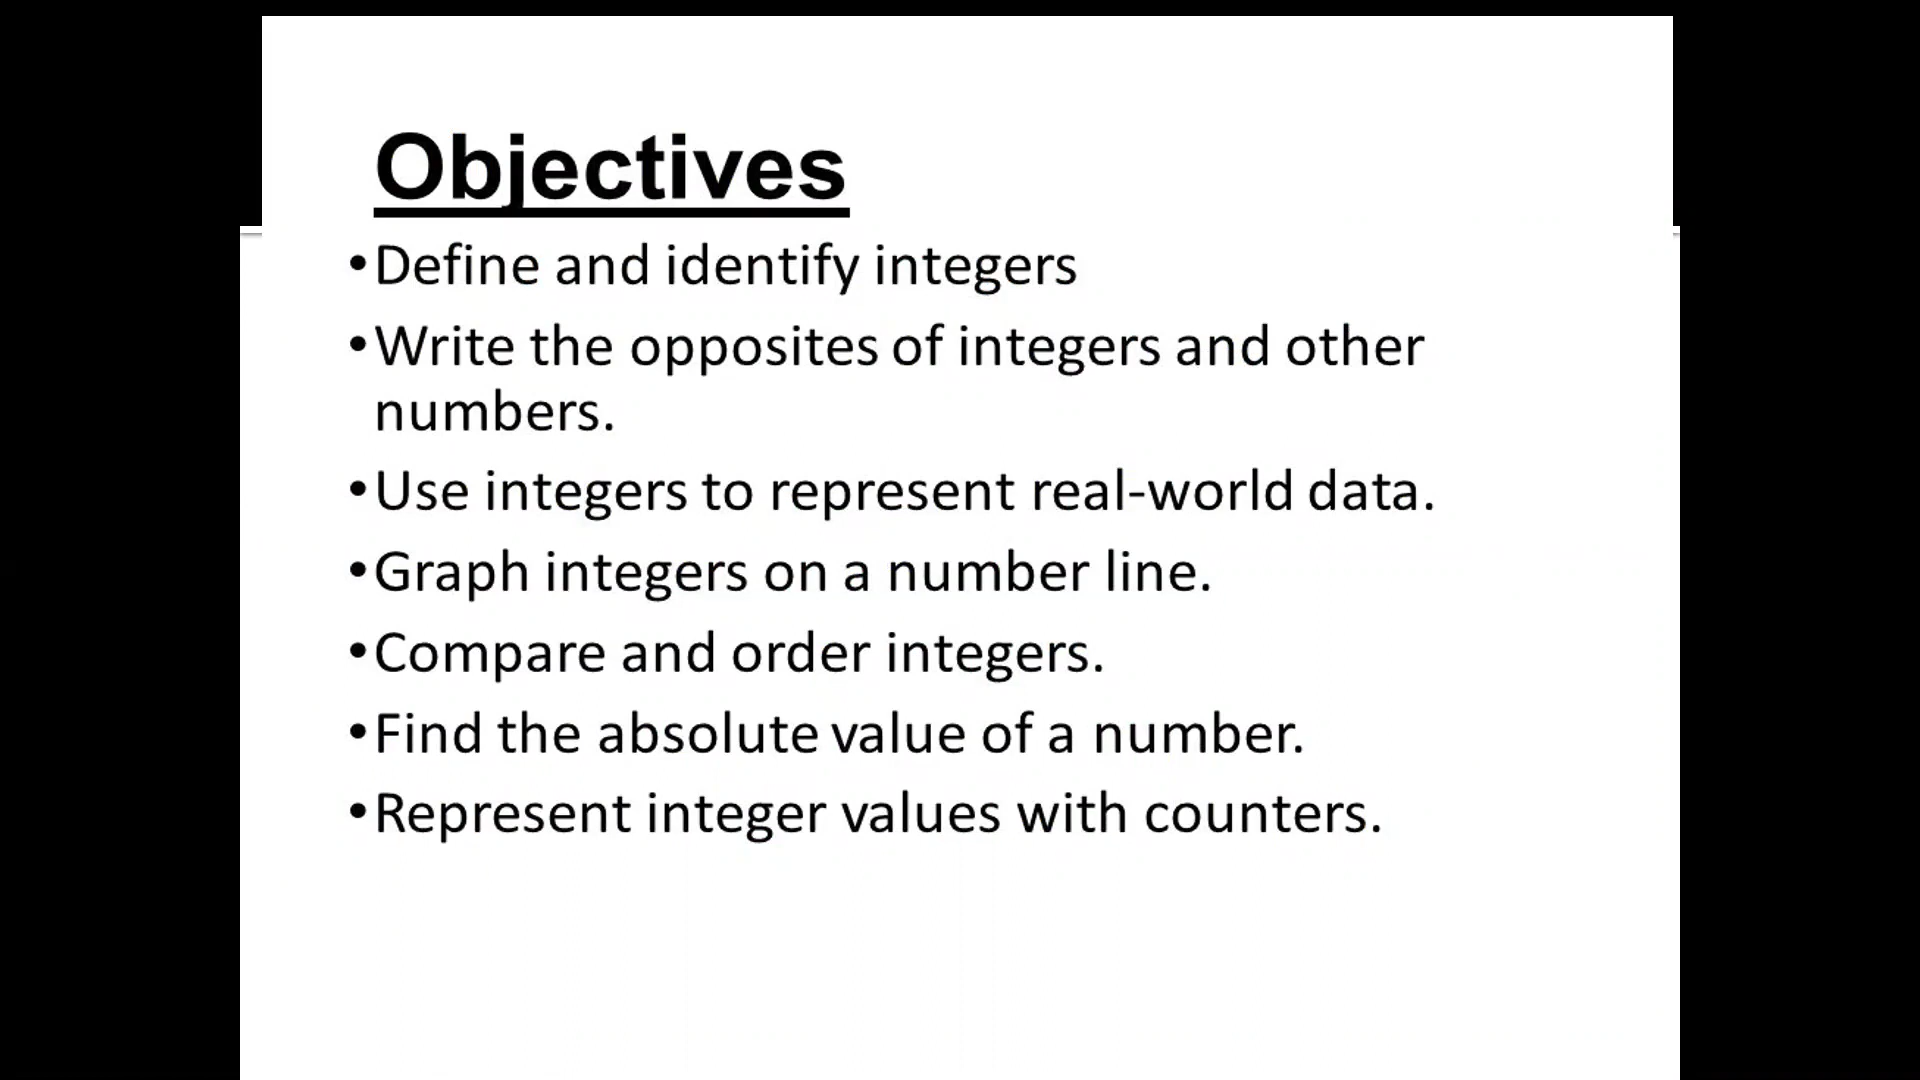 Objectives
•Define and identify integers
•Write the opposites of integers and other
numbers.
•Use integers to represent real-world data.
•Graph integers on a number line.
•Compare and order integers.
•Find the absolute value of a number.
•Represent integer values with counters.